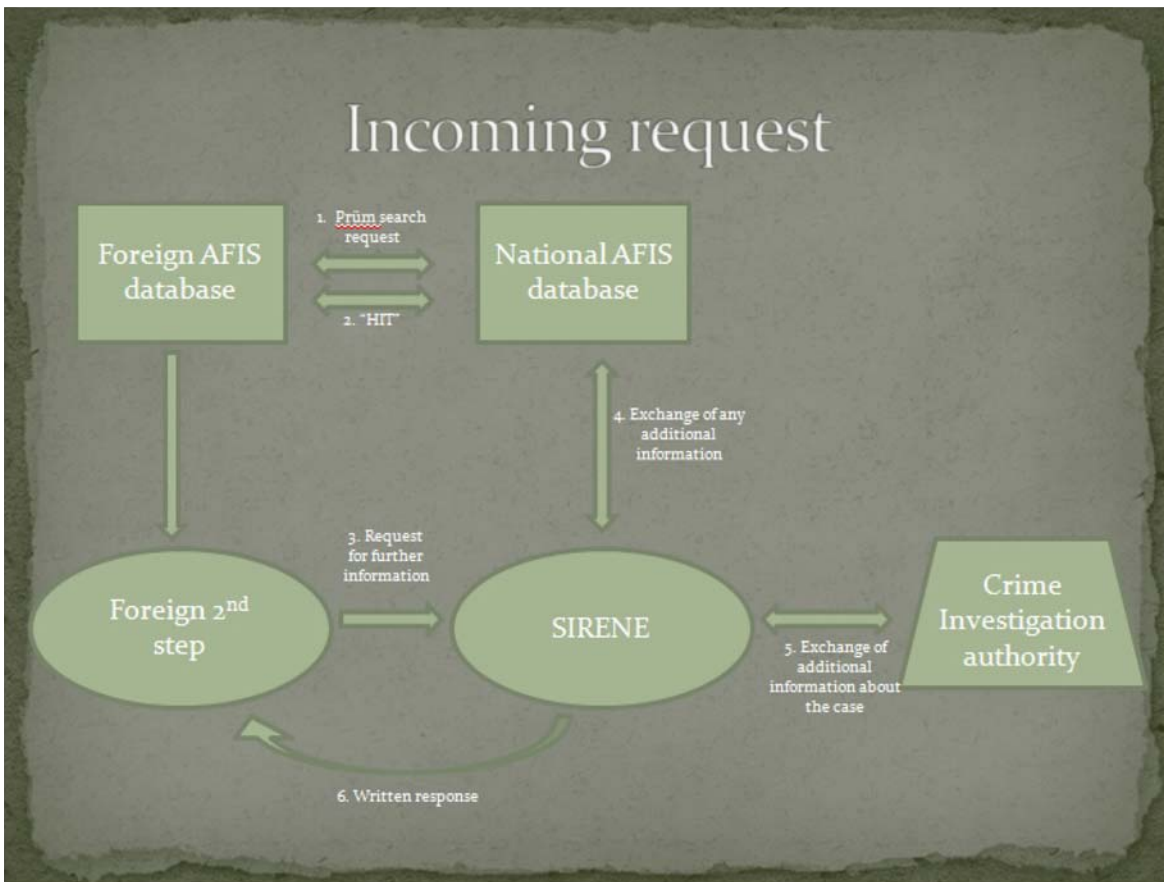 Incoming request
Foreign AFIS
database
1. Prüm search
request
2. "HIT"
National AFIS
database
4. Exchange of any
additional
information
3. Request
for further
information
Foreign 2nd
step
SIRENE
5. Exchange of
additional
information about
the case
Crime
Investigation
authority
6. Written response